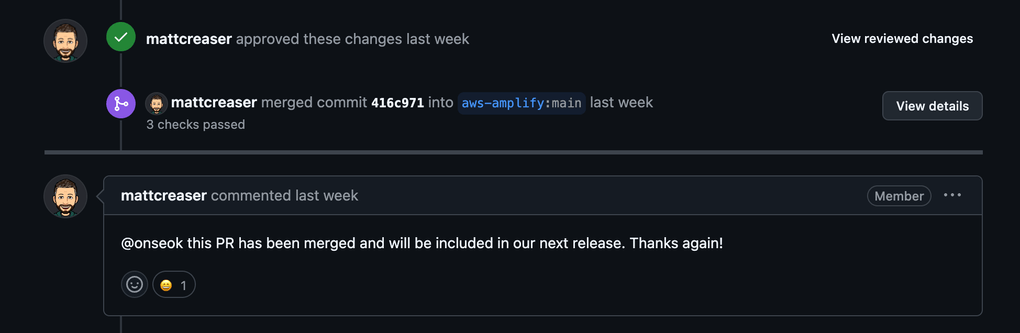 mattcreaser approved these changes last week
View reviewed changes
mattcreaser merged commit 416c971 into aws-amplify:main last week
View details
3 checks passed
mattcreaser commented last week
Member
@onseok this PR has been merged and will be included in our next release. Thanks again!
1